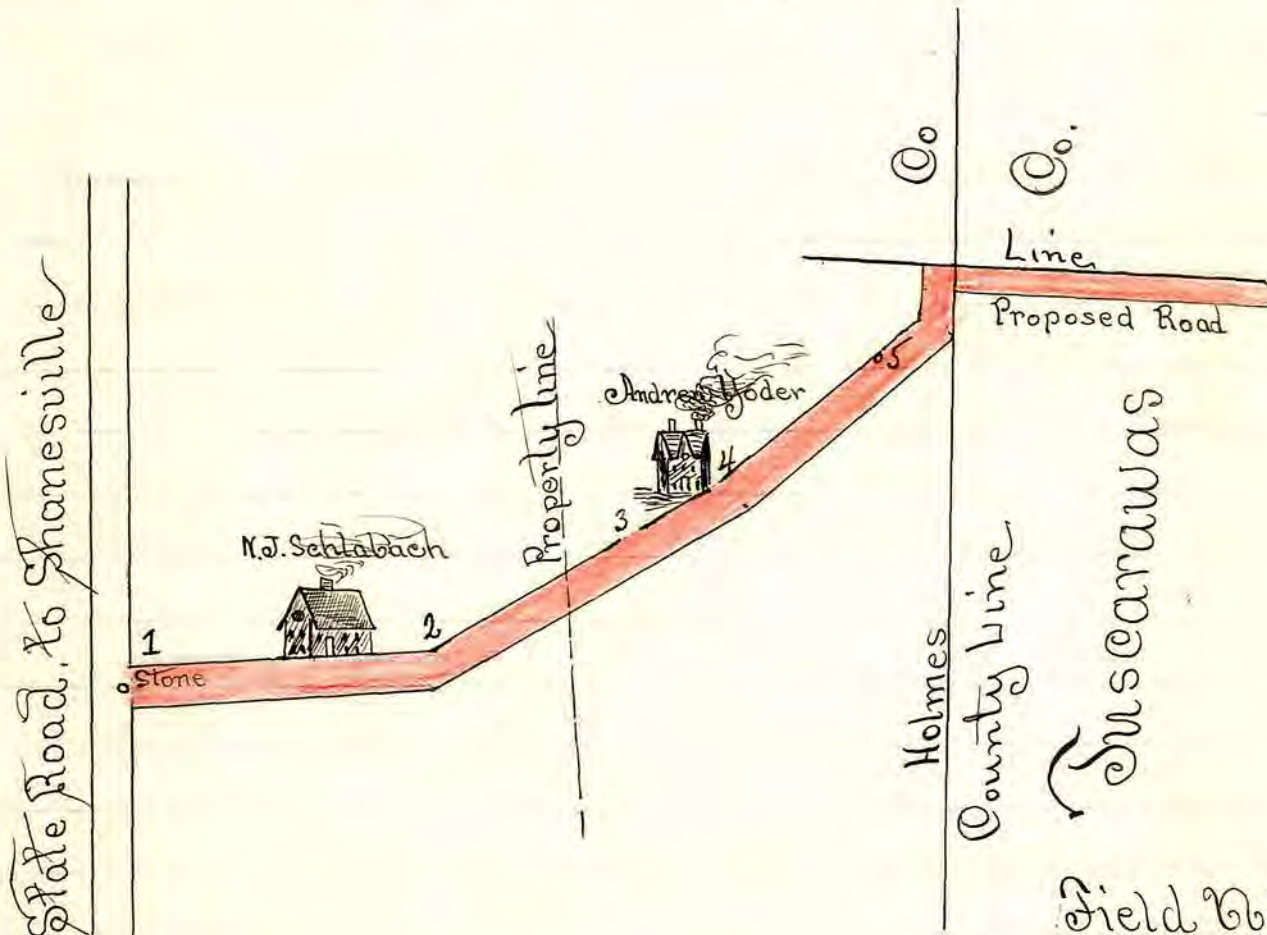 State Road, to Shanesville
1
Stone
N.J. Schlabach
2
Property Line
3
Andrew Yoder
4
5
Holmes Co
County Line
Tuscarawas Co.
Line
Proposed Road
Field